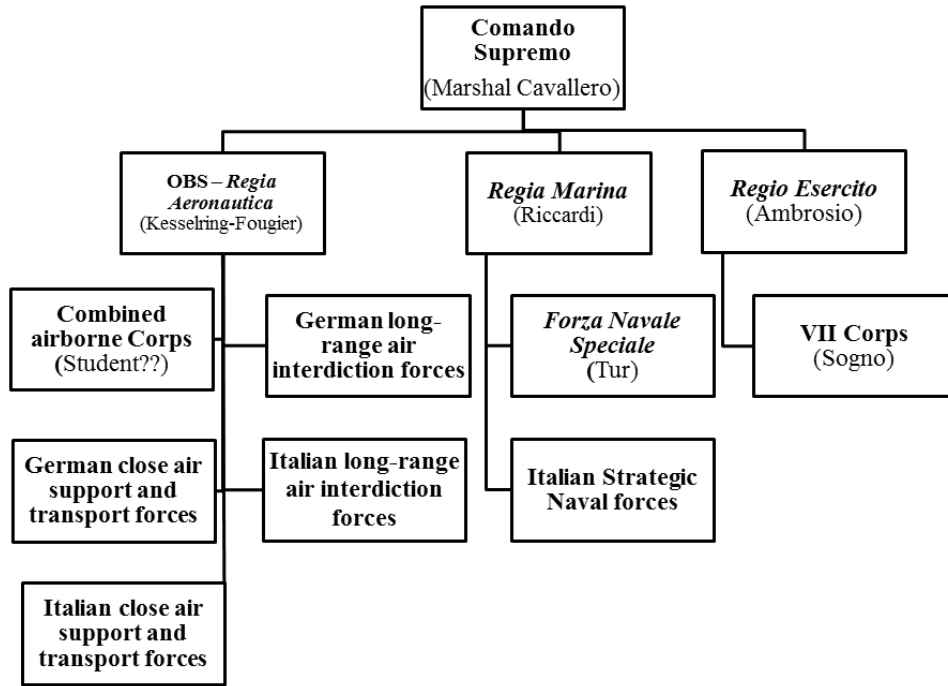 Comando
Supremo
(Marshal Cavallero)
OBS – Regia
Aeronautica
(Kesselring-Fougier)
Regia Marina
(Riccardi)
Regio Esercito
(Ambrosio)
Combined
airborne Corps
(Student??)
German long-
range air
interdiction forces
Forza Navale
Speciale
(Tur)
VII Corps
(Sogno)
German close air
support and
transport forces
Italian long-range
air interdiction
forces
Italian Strategic
Naval forces
Italian close air
support and
transport forces